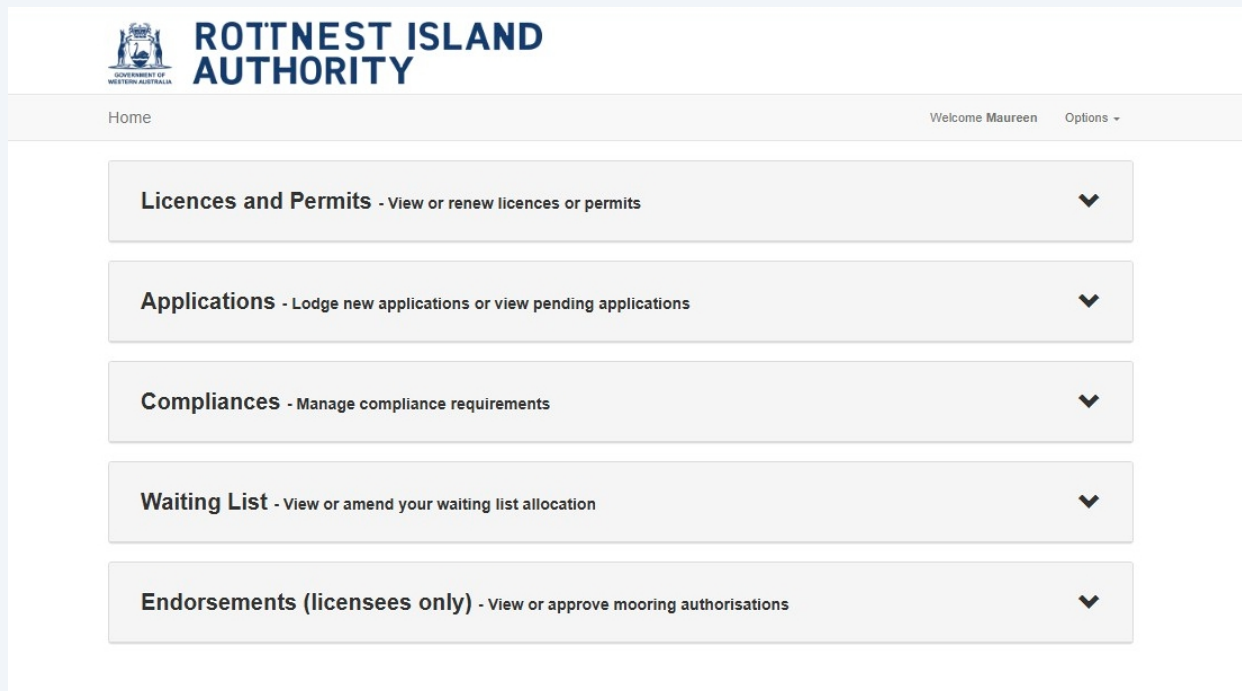 GOVERNMENT OF
WESTERN AUSTRALIA
ROTTNEST ISLAND
AUTHORITY
Home
Welcome Maureen
Options
Licences and Permits - View or renew licences or permits
Applications - Lodge new applications or view pending applications
Compliances - Manage compliance requirements
Waiting List - View or amend your waiting list allocation
Endorsements (licensees only) - View or approve mooring authorisations